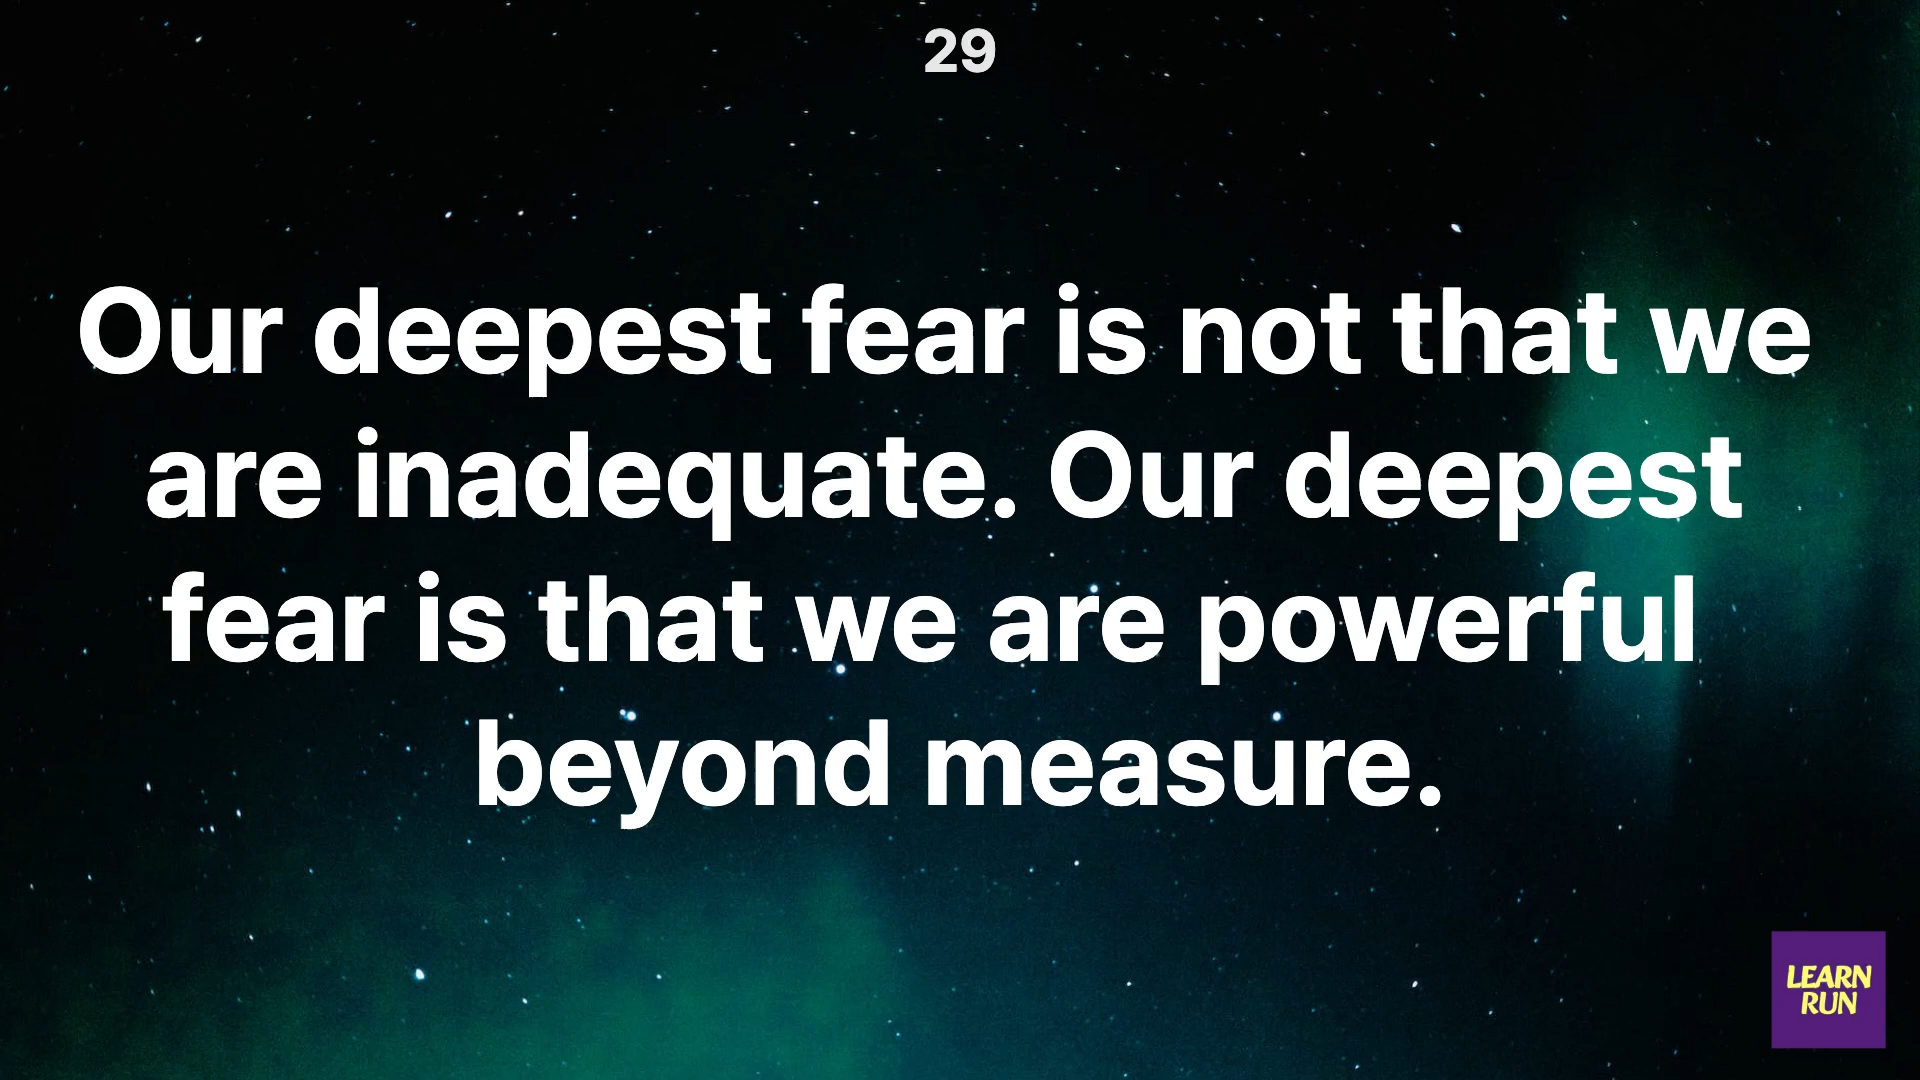 29
Our deepest fear is not that we
are inadequate. Our deepest
fear is that we are powerful
beyond measure.
LEARN
RUN